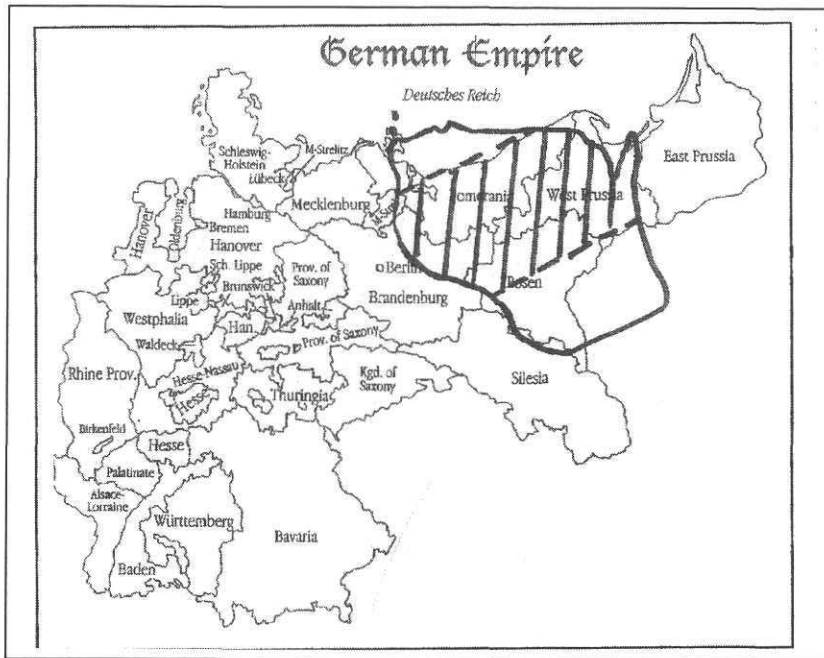 German Empire
Deutsches Reich
East Prussia
Schleswig-
Holstein
M-Strelitz
Lübeck
Mecklenburg
Pomerania
West Prussia
Hanover
Oldenburg
Hamburg
Bremen
Hanover
Sch. Lippe
Brunswick
Prov. of
Saxony
Berlin
Brandenburg
Posen
Lippe
Westphalia
Anhalt
Han.
Waldeck
Prov. of Saxony
Rhine Prov.
Hesse-Nassau
Hesse
Thuringia
Kgd. of
Saxony
Silesia
Birkenfeld
Hesse
Palatinate
Alsace-
Lorraine
Württemberg
Bavaria
Baden